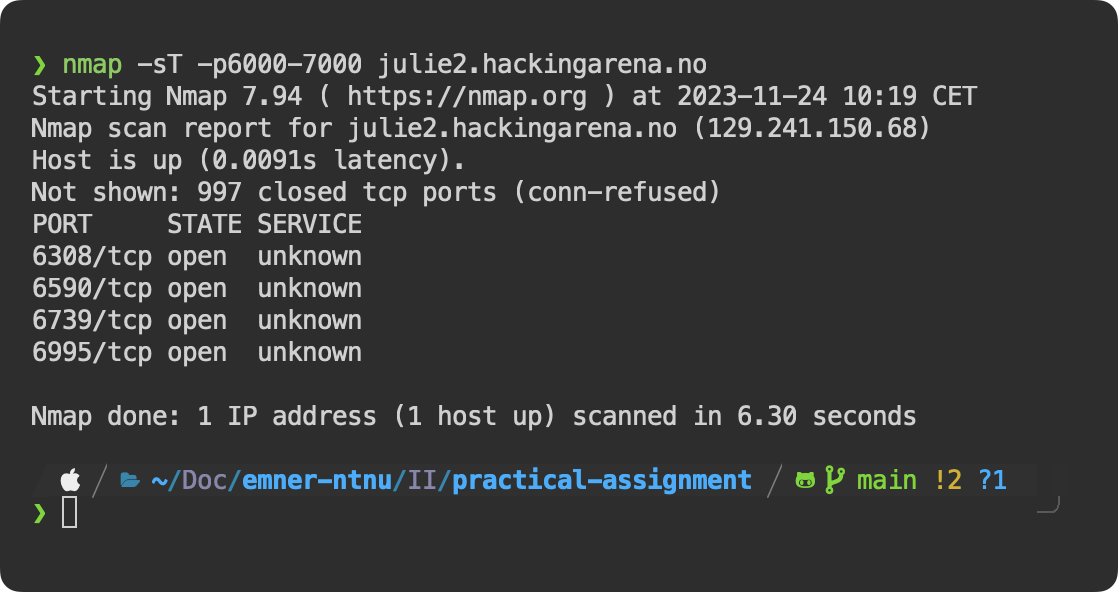 ❯ nmap -sT -p6000-7000 julie2.hackingarena.no
Starting Nmap 7.94 ( https://nmap.org ) at 2023-11-24 10:19 CET
Nmap scan report for julie2.hackingarena.no (129.241.150.68)
Host is up (0.0091s latency).
Not shown: 997 closed tcp ports (conn-refused)
PORT     STATE SERVICE
6308/tcp open  unknown
6590/tcp open  unknown
6739/tcp open  unknown
6995/tcp open  unknown
Nmap done: 1 IP address (1 host up) scanned in 6.30 seconds
~/Doc/emner-ntnu/II/practical-assignment main !2 ?1
❯